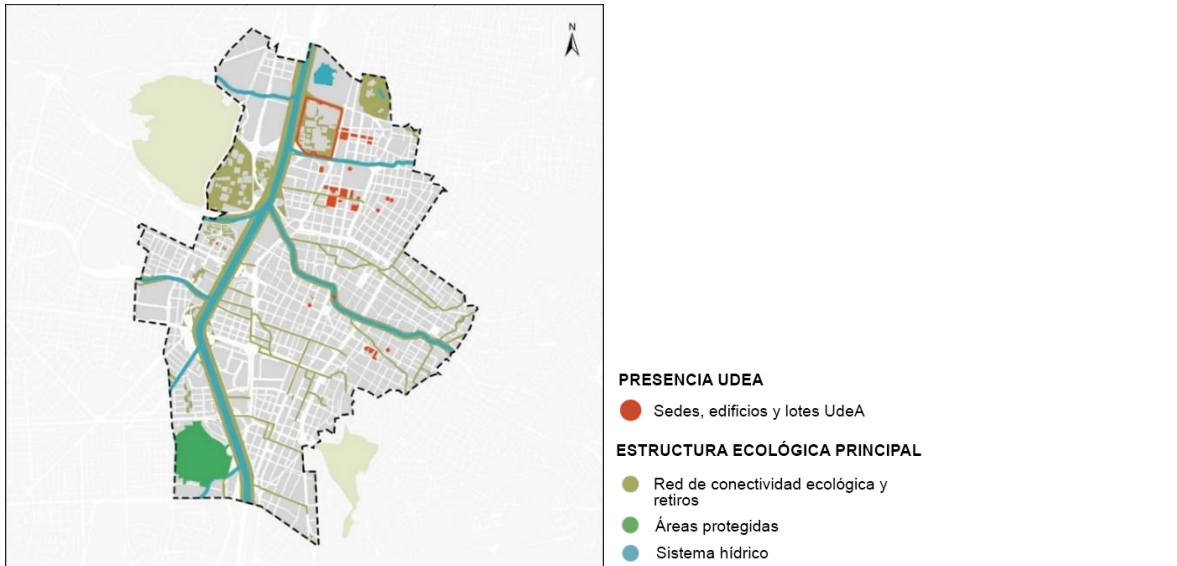 N
PRESENCIA UDEA
Sedes, edificios y lotes UdeA
ESTRUCTURA ECOLÓGICA PRINCIPAL
Red de conectividad ecológica y
retiros
Áreas protegidas
Sistema hídrico